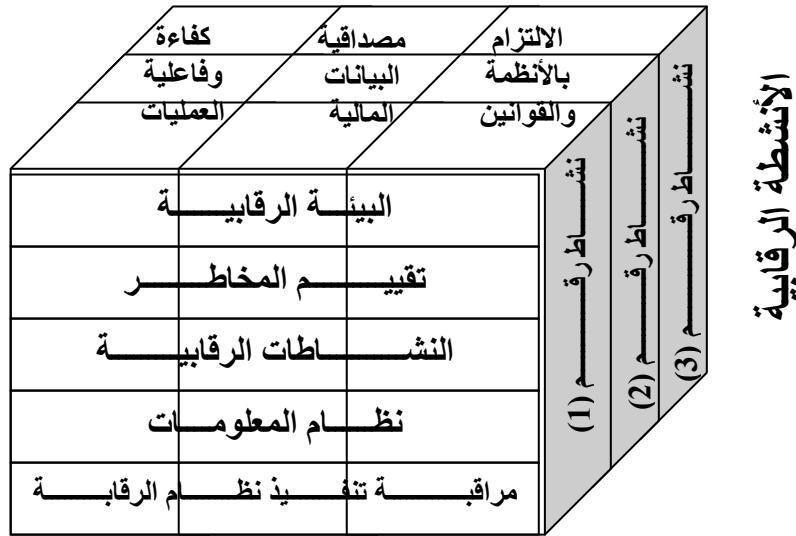 الالتزام
بالأنظمة
والقوانين
مصداقية
البيانات
المالية
كفاءة
وفاعلية
العمليات
البيئة الرقابية
تقييم المخاطر
النشاطات الرقابية
نظام المعلومات
مراقبة تنفيذ نظام الرقابة
نشاط رقم (1)
نشاط رقم (2)
نشاط رقم (3)
الأنشطة الرقابية